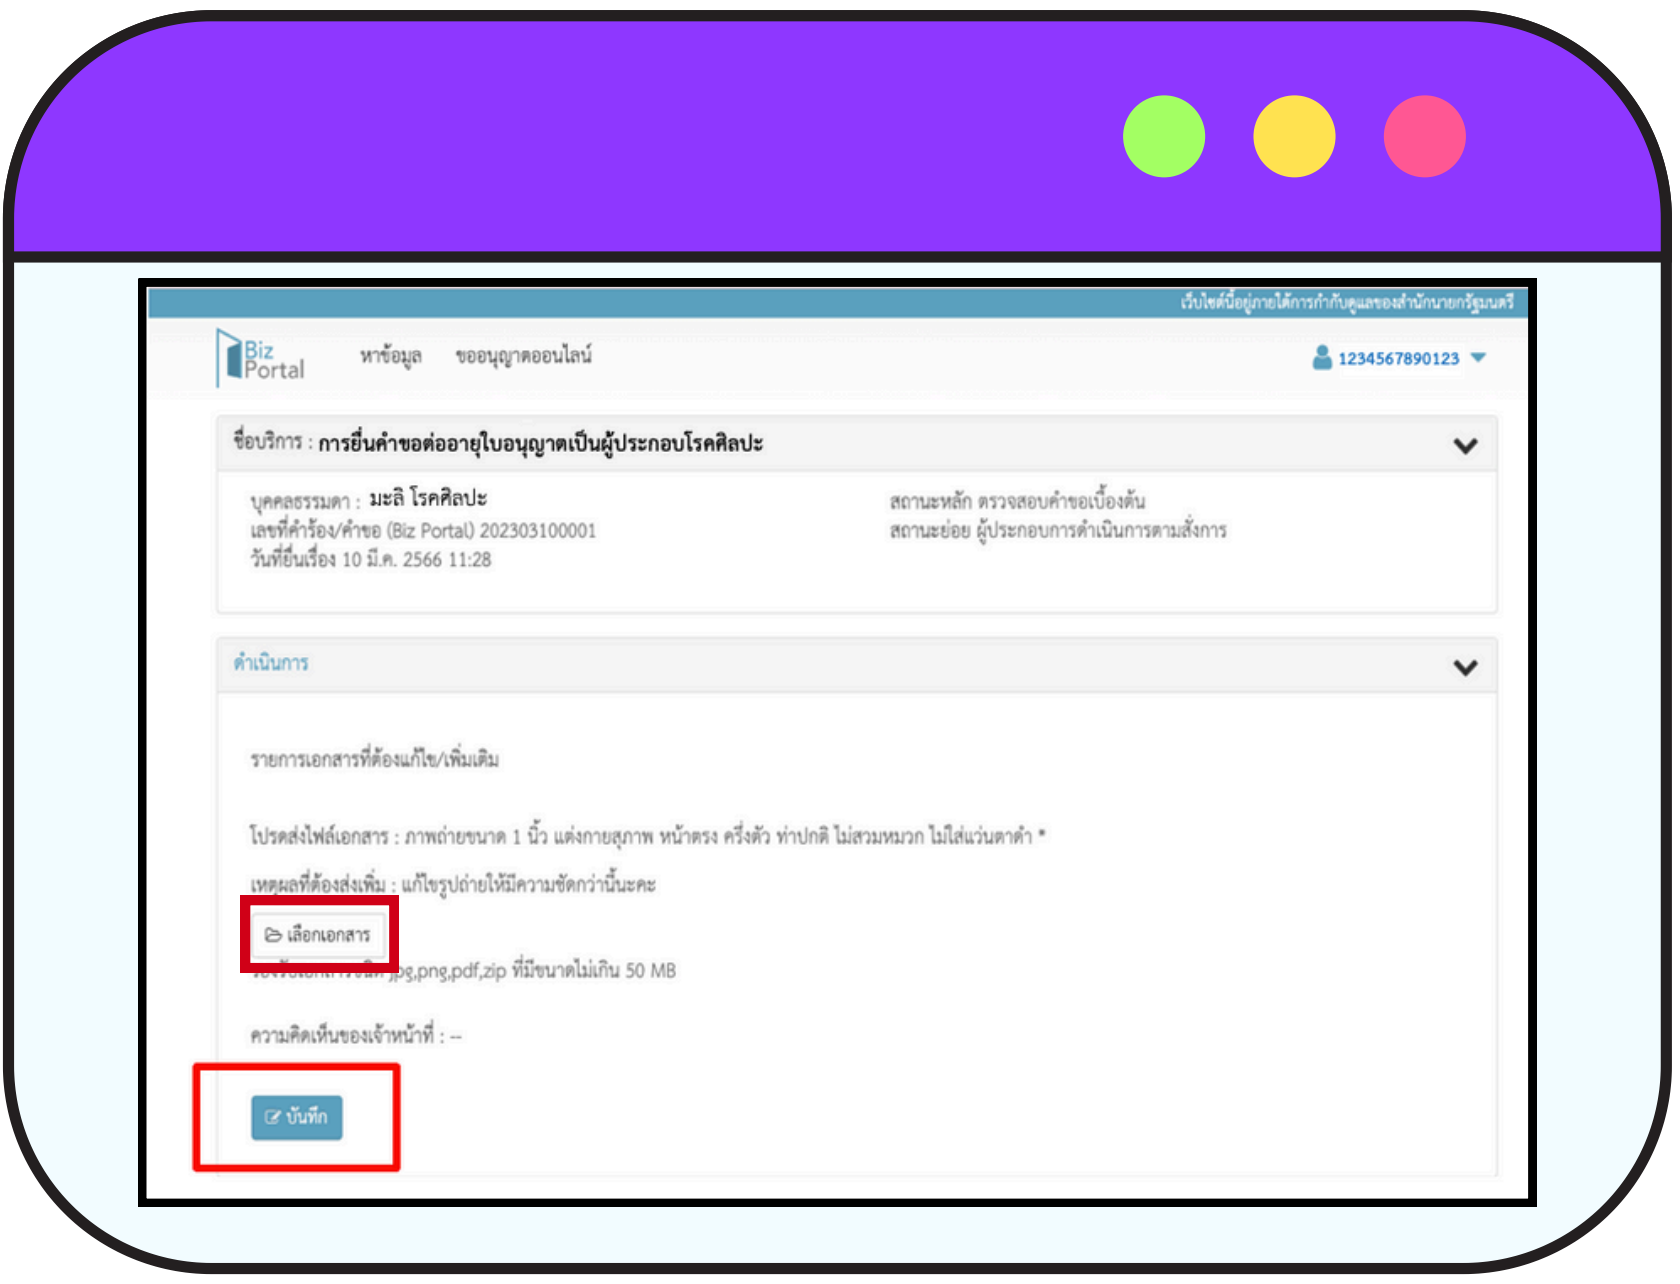 เว็บไซต์นี้อยู่ภายใต้การกำกับดูแลของสำนักนายกรัฐมนตรี
Biz
Portal
หาข้อมูล ขออนุญาตออนไลน์ 1234567890123
ชื่อบริการ : การยื่นคำขอต่ออายุใบอนุญาตเป็นผู้ประกอบโรคศิลปะ
บุคคลธรรมดา : มะลิ โรคศิลปะ
เลขที่คำร้อง/คำขอ (Biz Portal) 202303100001
วันที่ยื่นเรื่อง 10 มี.ค. 2566 11:28
สถานะหลัก ตรวจสอบคำขอเบื้องต้น
สถานะย่อย ผู้ประกอบการดำเนินการตามสั่งการ
ดำเนินการ
รายการเอกสารที่ต้องแก้ไข/เพิ่มเติม
โปรดส่งไฟล์เอกสาร : ภาพถ่ายขนาด 1 นิ้ว แต่งกายสุภาพ หน้าตรง ครึ่งตัว ท่าปกติ ไม่สวมหมวก ไม่ใส่แว่นตาดำ *
เหตุผลที่ต้องส่งเพิ่ม : แก้ไขรูปถ่ายให้มีความชัดกว่านี้นะคะ
เลือกเอกสาร
jpg,png,pdf,zip ที่มีขนาดไม่เกิน 50 MB
ความคิดเห็นของเจ้าหน้าที่ : --
บันทึก